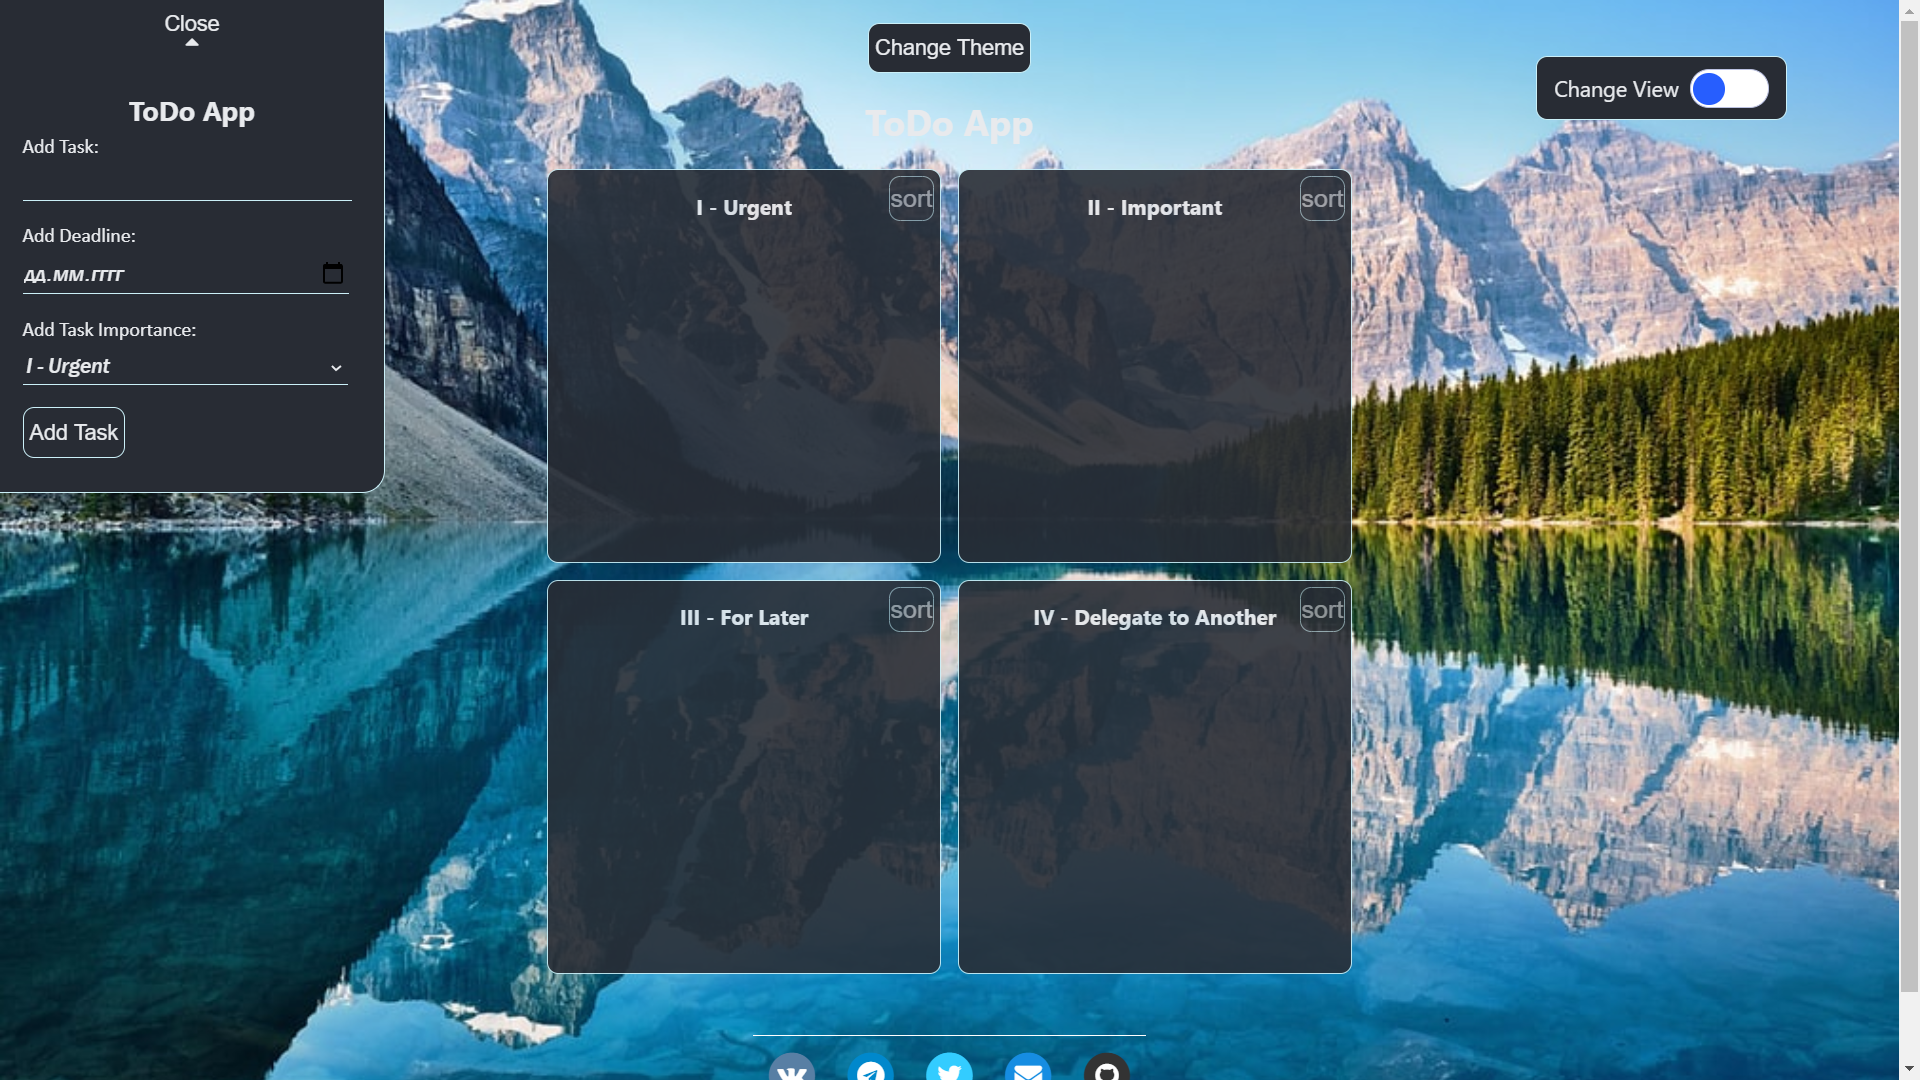 Close
ToDo App
Add Task:
Add Deadline:
ДД.ММ.ГГГГ
Add Task Importance:
I - Urgent
Add Task
Change Theme
ToDo App
Change View
I - Urgent
sort
II - Important
sort
III - For Later
sort
IV - Delegate to Another
sort